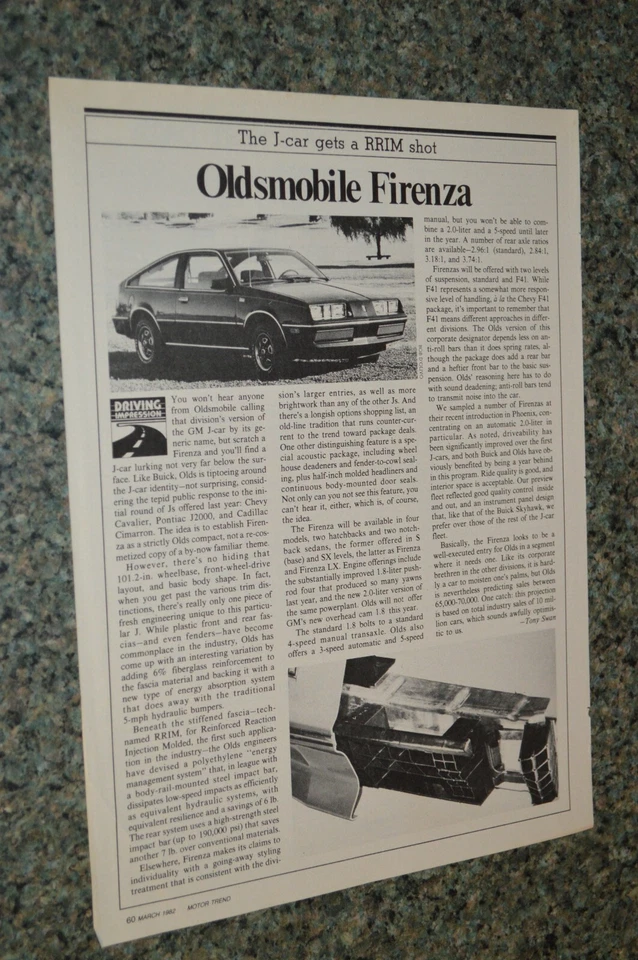 The J-car gets a RRIM shot
Oldsmobile Firenza
DRIVING
IMPRESSION
You won't hear anyone
from Oldsmobile calling
that division's version of
the GM J-car by its ge-
neric name, but scratch a
Firenza and you'll find a
J-car lurking not very far below the sur-
face. Like Buick, Olds is tiptoeing around
the J-car identity—not surprising, consid-
ering the tepid public response to the ini-
tial round of Js offered last year: Chevy
Cavalier, Pontiac J2000, and Cadillac
Cimarron. The idea is to establish Firen-
za as a strictly Olds compact, not a re-cos-
metized copy of a by-now familiar theme.
However, there's no hiding that
101.2-in. wheelbase, front-wheel-drive
layout, and basic body shape. In fact,
when you get past the various trim dis-
tinctions, there's really only one piece of
fresh engineering unique to this particu-
lar J. While plastic front and rear fas-
cias—and even fenders—have become
commonplace in the industry, Olds has
come up with an interesting variation by
adding 6% fiberglass reinforcement to
the fascia material and backing it with a
new type of energy absorption system
that does away with the traditional
5-mph hydraulic bumpers.
Beneath the stiffened fascia—tech-
named RRIM, for Reinforced Reaction
Injection Molded, the first such applica-
tion in the industry—the Olds engineers
have devised a polyethylene "energy
management system" that, in league with
a body-rail-mounted steel impact bar,
dissipates low-speed impacts as efficiently
as equivalent hydraulic systems, with
equivalent resilience and a savings of 6 lb.
The rear system uses a high-strength steel
impact bar (up to 190,000 psi) that saves
another 7 lb. over conventional materials.
Elsewhere, Firenza makes its claims to
individuality with a going-away styling
treatment that is consistent with the divi-
sion's larger entries, as well as more
brightwork than any of the other Js. And
there's a longish options shopping list, an
old-line tradition that runs counter-cur-
rent to the trend toward package deals.
One other distinguishing feature is a spe-
cial acoustic package, including wheel
house deadeners and fender-to-cowl seal-
ing, plus half-inch molded headliners and
continuous body-mounted door seals.
Not only can you not see this feature, you
can't hear it, either, which is, of course,
the idea.
The Firenza will be available in four
models, two hatchbacks and two notch-
back sedans, the former offered in S
(base) and SX levels, the latter as Firenza
and Firenza LX. Engine offerings include
the substantially improved 1.8-liter push-
rod four that produced so many yawns
last year, and the new 2.0-liter version of
the same powerplant. Olds will not offer
GM's new overhead cam 1.8 this year.
The standard 1.8 bolts to a standard
4-speed manual transaxle. Olds also
offers a 3-speed automatic and 5-speed
manual, but you won't be able to com-
bine a 2.0-liter and a 5-speed until later
in the year. A number of rear axle ratios
are available—2.96:1 (standard), 2.84:1,
3.18:1, and 3.74:1.
Firenzas will be offered with two levels
of suspension, standard and F41. While
F41 represents a somewhat more respon-
sive level of handling, à la the Chevy F41
package, it's important to remember that
F41 means different approaches in differ-
ent divisions. The Olds version of this
corporate designator depends less on an-
ti-roll bars than it does spring rates, al-
though the package does add a rear bar
and a heftier front bar to the basic sus-
pension. Olds' reasoning here has to do
with sound deadening; anti-roll bars tend
to transmit noise into the car.
We sampled a number of Firenzas at
their recent introduction in Phoenix, con-
centrating on an automatic 2.0-liter in
particular. As noted, driveability has
been significantly improved over the first
J-cars, and both Buick and Olds have ob-
viously benefited by being a year behind
in this program. Ride quality is good, and
interior space is acceptable. Our preview
fleet reflected good quality control inside
and out, and an instrument panel design
that, like that of the Buick Skyhawk, we
prefer over those of the rest of the J-car
fleet.
Basically, the Firenza looks to be a
well-executed entry for Olds in a segment
where it needs one. Like its corporate
brethren in the other divisions, it is hard-
ly a car to moisten one's palms, but Olds
is nevertheless predicting sales between
65,000-70,000. One catch: this projection
is based on total industry sales of 10 mil-
lion cars, which sounds awfully optimis-
tic to us.
—Tony Swan
60 MARCH 1982 MOTOR TREND